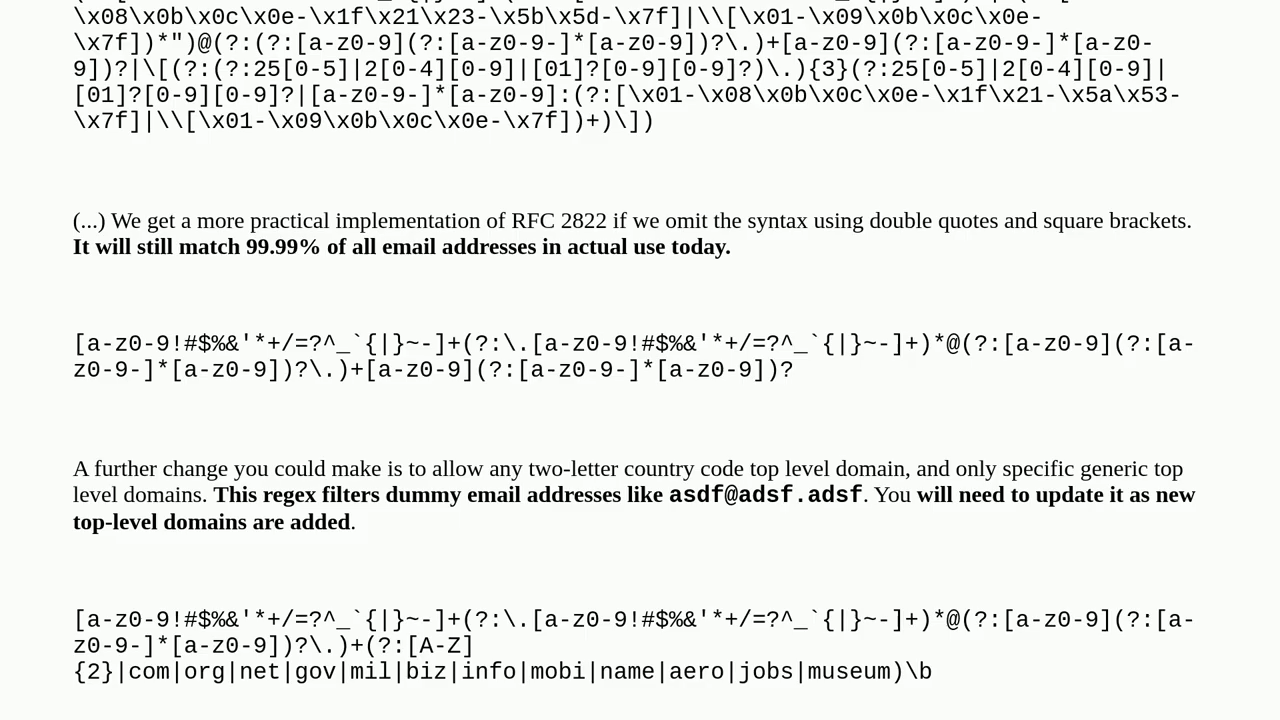 \x08\x0b\x0c\x0e-\x1f\x21\x23-\x5b\x5d-\x7f]|\\[\x01-\x09\x0b\x0c\x0e-
\x7f])*")@(?:(?:[a-z0-9](?:[a-z0-9-]*[a-z0-9])?\.)+[a-z0-9](?:[a-z0-9-]*[a-z0-
9])?|\[(?:(?:25[0-5]|2[0-4][0-9]|[01]?[0-9][0-9]?)\.){3}(?:25[0-5]|2[0-4][0-9]|
[01]?[0-9][0-9]?|[a-z0-9-]*[a-z0-9]:(?:[\x01-\x08\x0b\x0c\x0e-\x1f\x21-\x5a\x53-
\x7f]|\\[\x01-\x09\x0b\x0c\x0e-\x7f])+)\])
(...) We get a more practical implementation of RFC 2822 if we omit the syntax using double quotes and square brackets.
It will still match 99.99% of all email addresses in actual use today.
[a-z0-9!#$%&'*+/=?^_`{|}~-]+(?:\.[a-z0-9!#$%&'*+/=?^_`{|}~-]+)*@(?:[a-z0-9](?:[a-
z0-9-]*[a-z0-9])?\.)+[a-z0-9](?:[a-z0-9-]*[a-z0-9])?
A further change you could make is to allow any two-letter country code top level domain, and only specific generic top
level domains. This regex filters dummy email addresses like asdf@adsf.adsf. You will need to update it as new
top-level domains are added.
[a-z0-9!#$%&'*+/=?^_`{|}~-]+(?:\.[a-z0-9!#$%&'*+/=?^_`{|}~-]+)*@(?:[a-z0-9](?:[a-
z0-9-]*[a-z0-9])?\.)+(?:[A-Z]
{2}|com|org|net|gov|mil|biz|info|mobi|name|aero|jobs|museum)\b